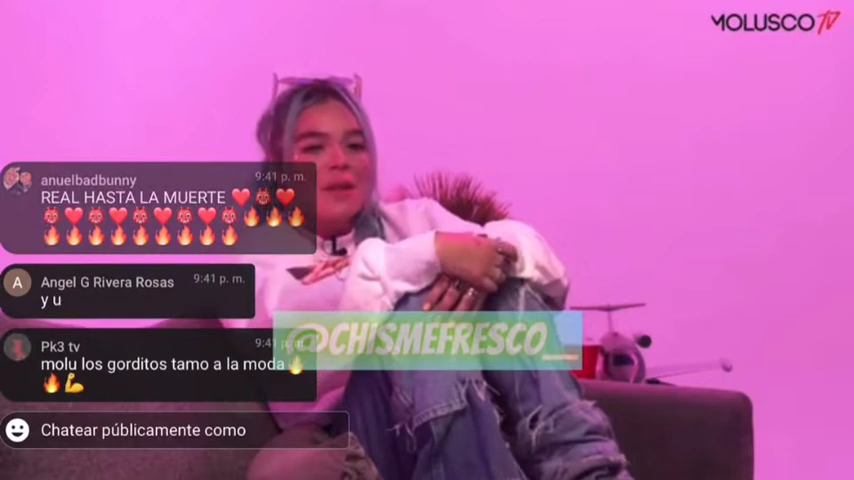 MOLUSCO TV
anuelbadbunny 9:41 p. m.
REAL HASTA LA MUERTE ❤️👹❤️
👹❤️👹❤️👹❤️👹❤️👹🔥🔥🔥
🔥🔥🔥🔥🔥🔥🔥🔥🔥
A Angel G Rivera Rosas 9:41 p. m.
y u
@CHISMEFRESCO_
Pk3 tv 9:41 p. m.
molu los gorditos tamo a la moda🔥
🔥💪
Chatear públicamente como